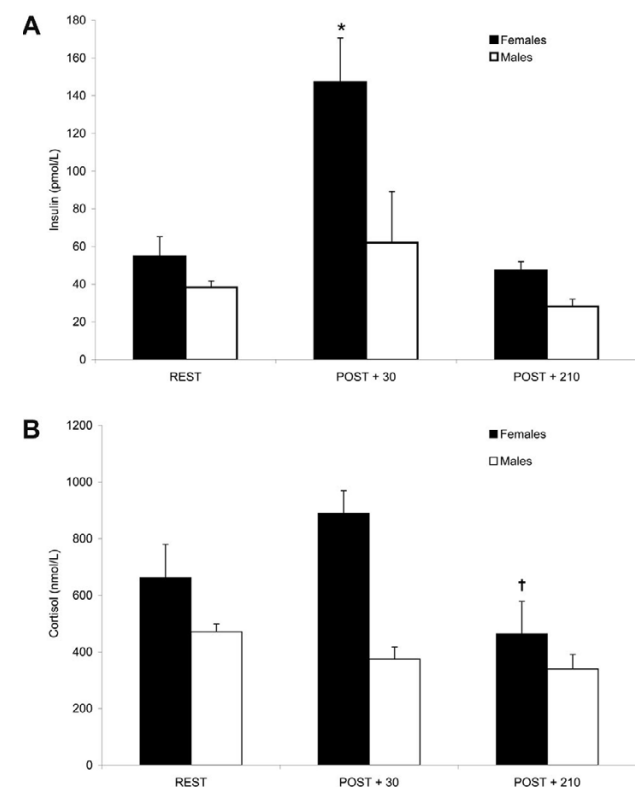 A
180
160
140
120
100
80
60
40
20
0
Insulin (pmol/L)
*
Females
Males
REST POST + 30 POST + 210
B
1200
1000
800
600
400
200
0
Cortisol (nmol/L)
†
Females
Males
REST POST + 30 POST + 210